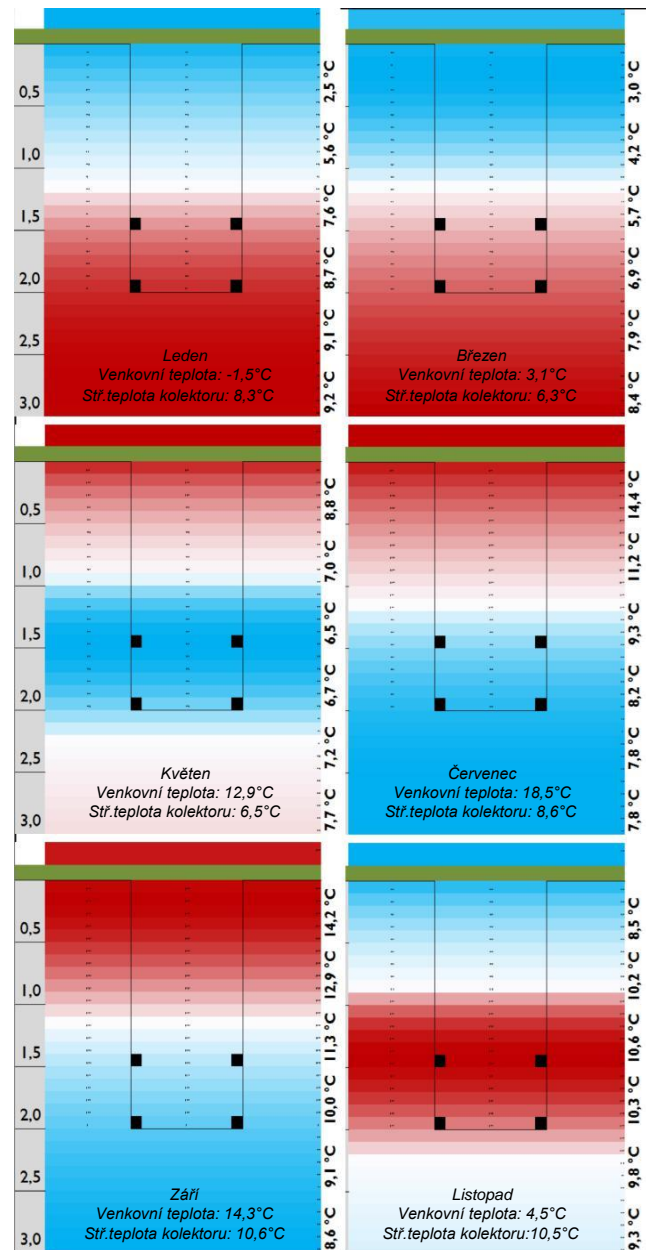 0,5
1,0
1,5
2,0
2,5
3,0
2,5 °C
5,6 °C
7,6 °C
8,7 °C
9,1 °C
9,2 °C
Leden
Venkovní teplota: -1,5°C
Stř.teplota kolektoru: 8,3°C
3,0 °C
4,2 °C
5,7 °C
6,9 °C
7,9 °C
8,4 °C
Březen
Venkovní teplota: 3,1°C
Stř.teplota kolektoru: 6,3°C
0,5
1,0
1,5
2,0
2,5
3,0
8,8 °C
7,0 °C
6,5 °C
6,7 °C
7,2 °C
7,7 °C
Květen
Venkovní teplota: 12,9°C
Stř.teplota kolektoru: 6,5°C
14,4 °C
11,2 °C
9,3 °C
8,2 °C
7,8 °C
7,8 °C
Červenec
Venkovní teplota: 18,5°C
Stř.teplota kolektoru: 8,6°C
0,5
1,0
1,5
2,0
2,5
3,0
14,2 °C
12,9 °C
11,3 °C
10,0 °C
9,1 °C
8,6 °C
Září
Venkovní teplota: 14,3°C
Stř.teplota kolektoru: 10,6°C
8,5 °C
10,2 °C
10,6 °C
10,3 °C
9,8 °C
9,3 °C
Listopad
Venkovní teplota: 4,5°C
Stř.teplota kolektoru:10,5°C